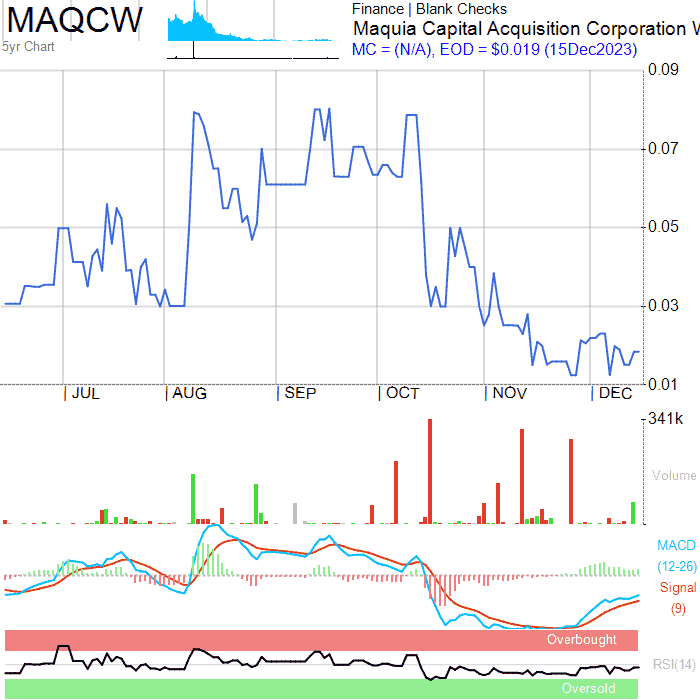 MAQCW
5yr Chart
Finance | Blank Checks
Maquia Capital Acquisition Corporation W
MC = (N/A), EOD = $0.019 (15Dec2023)
0.09
0.07
0.05
0.03
0.01
JUL AUG SEP OCT NOV DEC
341k
Volume
MACD
(12-26)
Signal
(9)
Overbought
RSI(14)
Oversold